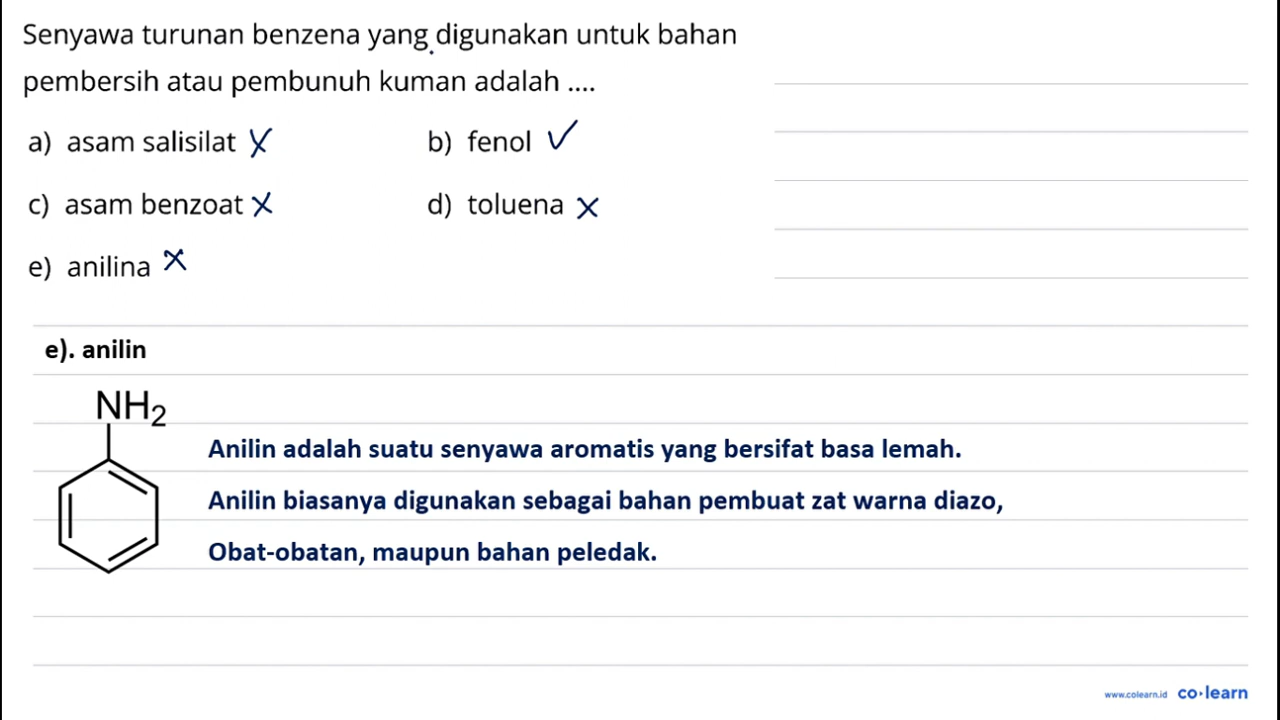 Senyawa turunan benzena yang digunakan untuk bahan
pembersih atau pembunuh kuman adalah ....
a) asam salisilat X
b) fenol ✓
c) asam benzoat X
d) toluena X
e) anilina X
e). anilin
NH₂
Anilin adalah suatu senyawa aromatis yang bersifat basa lemah.
Anilin biasanya digunakan sebagai bahan pembuat zat warna diazo,
Obat-obatan, maupun bahan peledak.
www.colearn.id co·learn